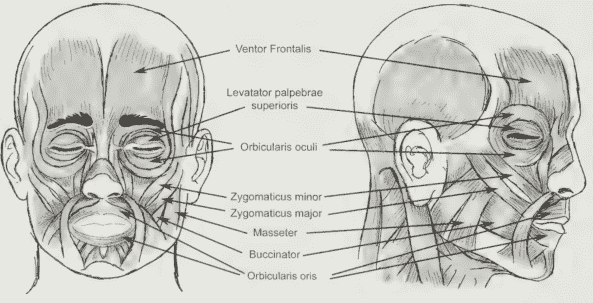 Ventor Frontalis
Levatator palpebrae
superioris
Orbicularis oculi
Zygomaticus minor
Zygomaticus major
Masseter
Buccinator
Orbicularis oris